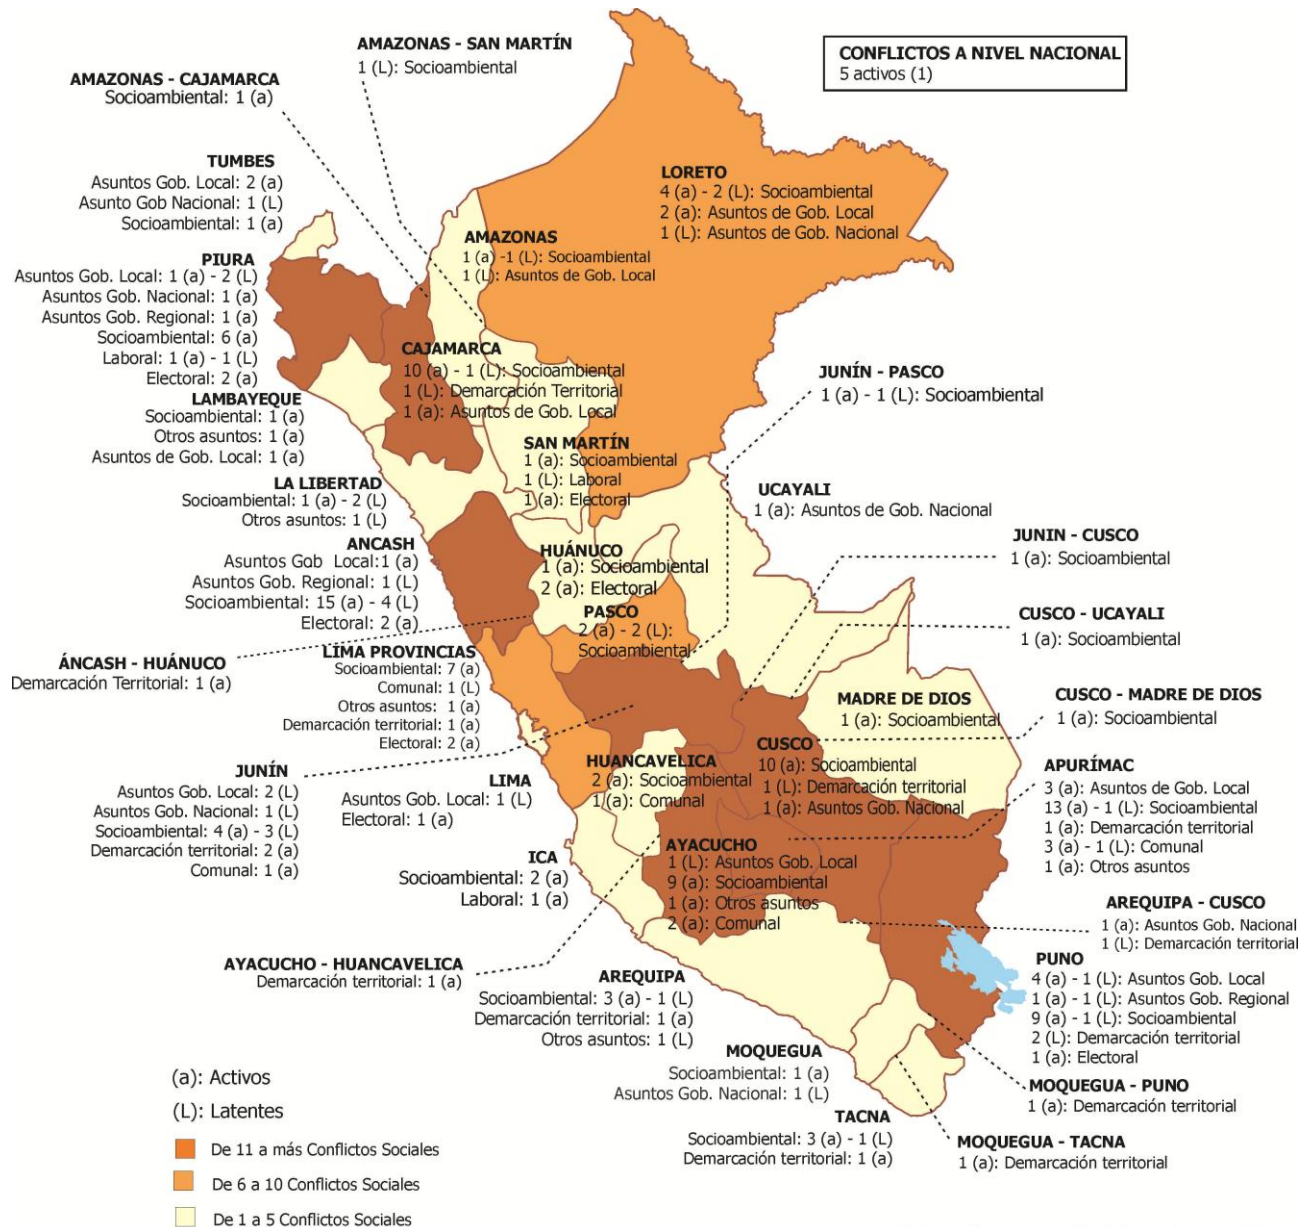 AMAZONAS - SAN MARTÍN
1 (L): Socioambiental
CONFLICTOS A NIVEL NACIONAL
5 activos (1)
AMAZONAS - CAJAMARCA
Socioambiental: 1 (a)
TUMBES
Asuntos Gob. Local: 2 (a)
Asunto Gob Nacional: 1 (L)
Socioambiental: 1 (a)
LORETO
4 (a) - 2 (L): Socioambiental
2 (a): Asuntos de Gob. Local
1 (L): Asuntos de Gob. Nacional
AMAZONAS
1 (a) -1 (L): Socioambiental
1 (L): Asuntos de Gob. Local
PIURA
Asuntos Gob. Local: 1 (a) - 2 (L)
Asuntos Gob. Nacional: 1 (a)
Asuntos Gob. Regional: 1 (a)
Socioambiental: 6 (a)
Laboral: 1 (a) - 1 (L)
Electoral: 2 (a)
CAJAMARCA
10 (a) - 1 (L): Socioambiental
1 (L): Demarcación Territorial
1 (a): Asuntos de Gob. Local
JUNÍN - PASCO
1 (a) - 1 (L): Socioambiental
LAMBAYEQUE
Socioambiental: 1 (a)
Otros asuntos: 1 (a)
Asuntos de Gob. Local: 1 (a)
SAN MARTÍN
1 (a): Socioambiental
1 (L): Laboral
1 (a): Electoral
LA LIBERTAD
Socioambiental: 1 (a) - 2 (L)
Otros asuntos: 1 (L)
UCAYALI
1 (a): Asuntos de Gob. Nacional
JUNIN - CUSCO
1 (a): Socioambiental
ANCASH
Asuntos Gob Local:1 (a)
Asuntos Gob. Regional: 1 (L)
Socioambiental: 15 (a) - 4 (L)
Electoral: 2 (a)
HUÁNUCO
1 (a): Socioambiental
2 (a): Electoral
PASCO
2 (a) - 2 (L):
Socioambiental
CUSCO - UCAYALI
1 (a): Socioambiental
ÁNCASH - HUÁNUCO
Demarcación Territorial: 1 (a)
LIMA PROVINCIAS
Socioambiental: 7 (a)
Comunal: 1 (L)
Otros asuntos: 1 (a)
Demarcación territorial: 1 (a)
Electoral: 2 (a)
MADRE DE DIOS
1 (a): Socioambiental
CUSCO - MADRE DE DIOS
1 (a): Socioambiental
CUSCO
10 (a): Socioambiental
1 (L): Demarcación territorial
1 (a): Asuntos Gob. Nacional
HUANCAVELICA
2 (a): Socioambiental
1 (a): Comunal
JUNÍN
Asuntos Gob. Local: 2 (L)
Asuntos Gob. Nacional: 1 (L)
Socioambiental: 4 (a) - 3 (L)
Demarcación territorial: 2 (a)
Comunal: 1 (a)
LIMA
Asuntos Gob. Local: 1 (L)
Electoral: 1 (a)
APURÍMAC
3 (a): Asuntos de Gob. Local
13 (a) - 1 (L): Socioambiental
1 (a): Demarcación territorial
3 (a) - 1 (L): Comunal
1 (a): Otros asuntos
AYACUCHO
1 (L): Asuntos Gob. Local
9 (a): Socioambiental
1 (a): Otros asuntos
2 (a): Comunal
ICA
Socioambiental: 2 (a)
Laboral: 1 (a)
AREQUIPA - CUSCO
1 (a): Asuntos Gob. Nacional
1 (L): Demarcación territorial
AYACUCHO - HUANCAVELICA
Demarcación territorial: 1 (a)
AREQUIPA
Socioambiental: 3 (a) - 1 (L)
Demarcación territorial: 1 (a)
Otros asuntos: 1 (L)
PUNO
4 (a) - 1 (L): Asuntos Gob. Local
1 (a) - 1 (L): Asuntos Gob. Regional
9 (a) - 1 (L): Socioambiental
2 (L): Demarcación territorial
1 (a): Electoral
MOQUEGUA
Socioambiental: 1 (a)
Asuntos Gob. Nacional: 1 (L)
MOQUEGUA - PUNO
1 (a): Demarcación territorial
TACNA
Socioambiental: 3 (a) - 1 (L)
Demarcación territorial: 1 (a)
MOQUEGUA - TACNA
1 (a): Demarcación territorial
(a): Activos
(L): Latentes
De 11 a más Conflictos Sociales
De 6 a 10 Conflictos Sociales
De 1 a 5 Conflictos Sociales